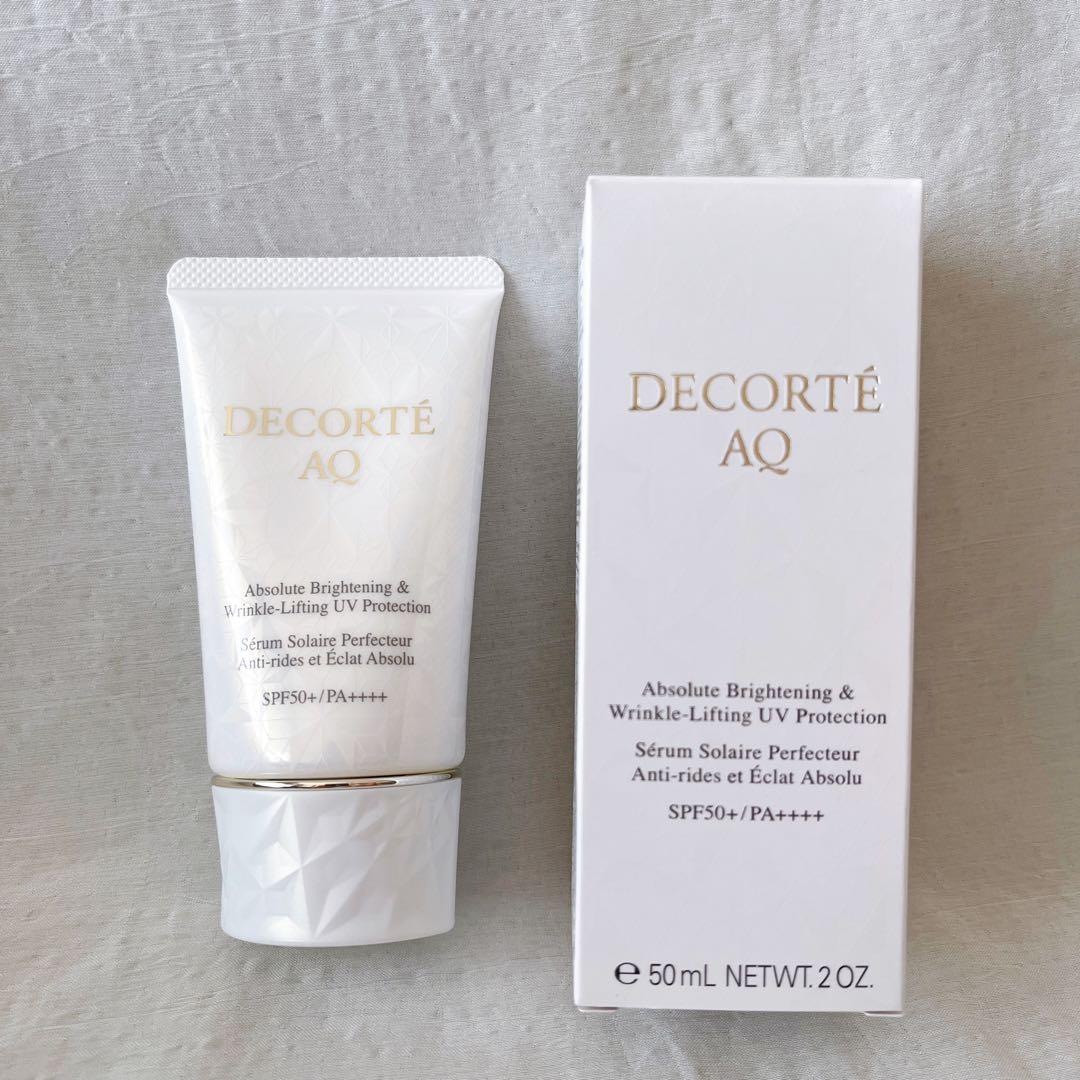 DECORTÉ
AQ
Absolute Brightening &
Wrinkle-Lifting UV Protection
Sérum Solaire Perfecteur
Anti-rides et Éclat Absolu
SPF50+/PA++++
DECORTÉ
AQ
Absolute Brightening &
Wrinkle-Lifting UV Protection
Sérum Solaire Perfecteur
Anti-rides et Éclat Absolu
SPF50+/PA++++
℮ 50 mL NETWT. 2 OZ.